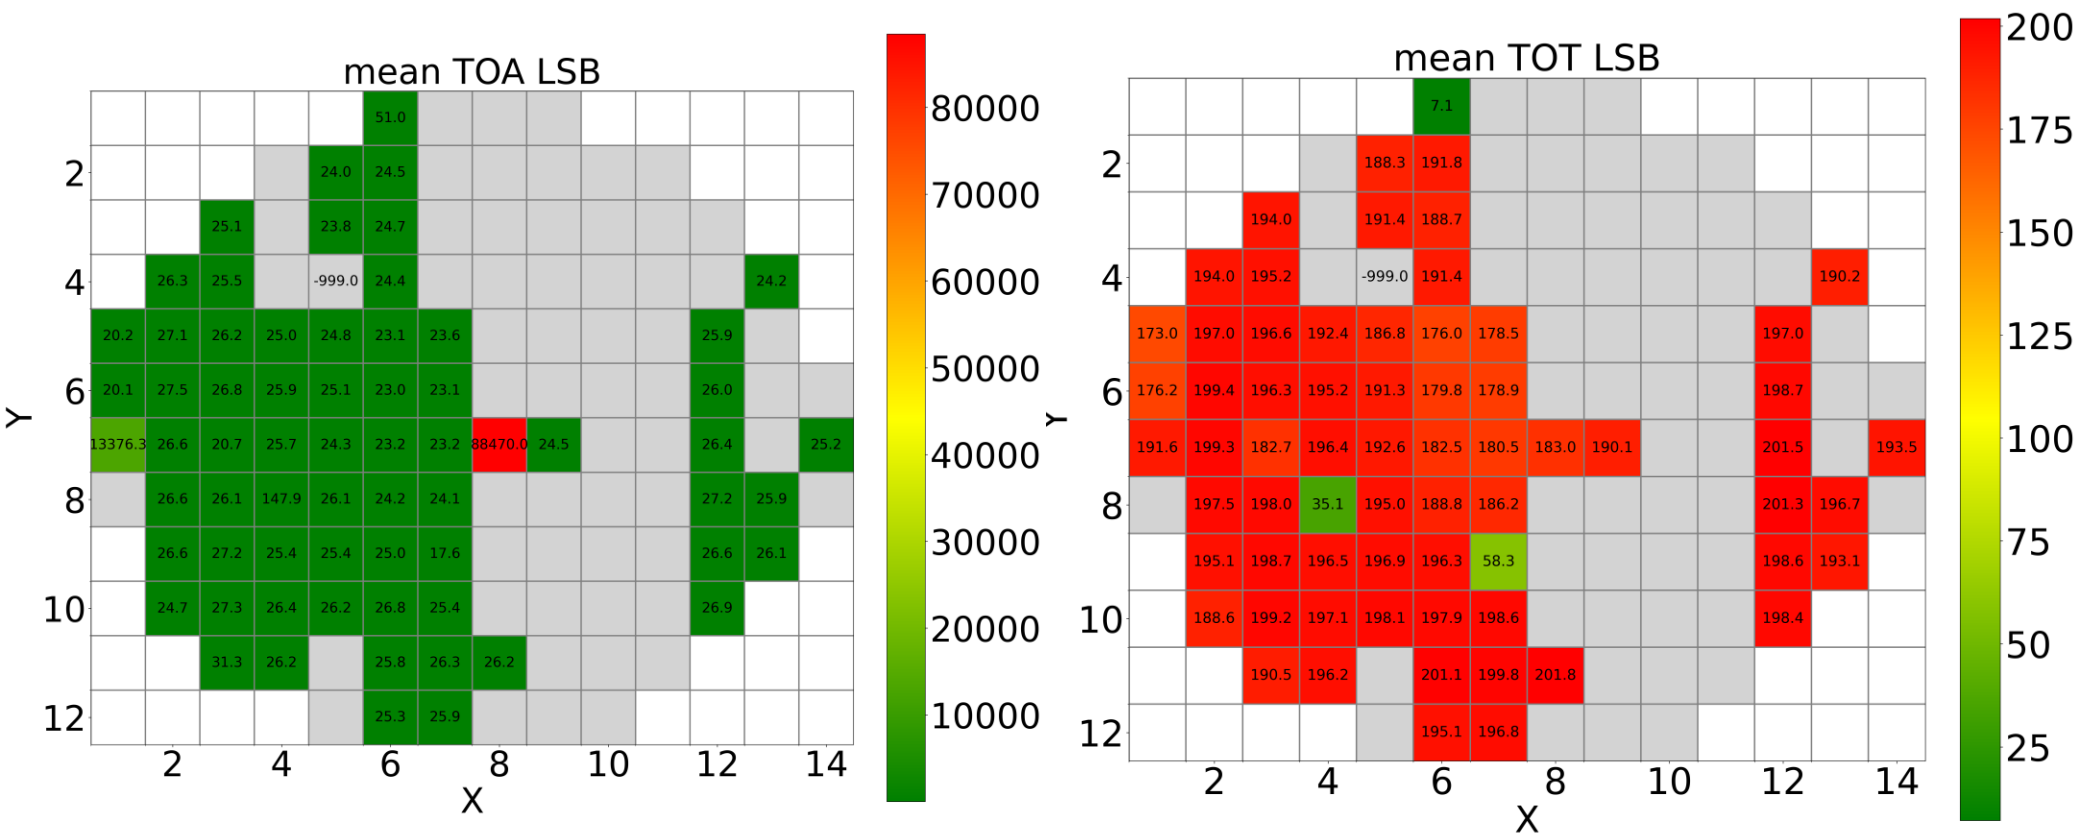 mean TOA LSB
51.0
2 24.0 24.5
25.1 23.8 24.7
4 26.3 25.5 -999.0 24.4 24.2
20.2 27.1 26.2 25.0 24.8 23.1 23.6 25.9
6 20.1 27.5 26.8 25.9 25.1 23.0 23.1 26.0
13376.3 26.6 20.7 25.7 24.3 23.2 23.2 88470.0 24.5 26.4 25.2
8 26.6 26.1 147.9 26.1 24.2 24.1 27.2 25.9
26.6 27.2 25.4 25.4 25.0 17.6 26.6 26.1
10 24.7 27.3 26.4 26.2 26.8 25.4 26.9
31.3 26.2 25.8 26.3 26.2
12 25.3 25.9
2 4 6 8 10 12 14
X
Y
80000
70000
60000
50000
40000
30000
20000
10000
mean TOT LSB
7.1
2 188.3 191.8
194.0 191.4 188.7
4 194.0 195.2 -999.0 191.4 190.2
173.0 197.0 196.6 192.4 186.8 176.0 178.5 197.0
6 176.2 199.4 196.3 195.2 191.3 179.8 178.9 198.7
191.6 199.3 182.7 196.4 192.6 182.5 180.5 183.0 190.1 201.5 193.5
8 197.5 198.0 35.1 195.0 188.8 186.2 201.3 196.7
195.1 198.7 196.5 196.9 196.3 58.3 198.6 193.1
10 188.6 199.2 197.1 198.1 197.9 198.6 198.4
190.5 196.2 201.1 199.8 201.8
12 195.1 196.8
2 4 6 8 10 12 14
X
Y
200
175
150
125
100
75
50
25